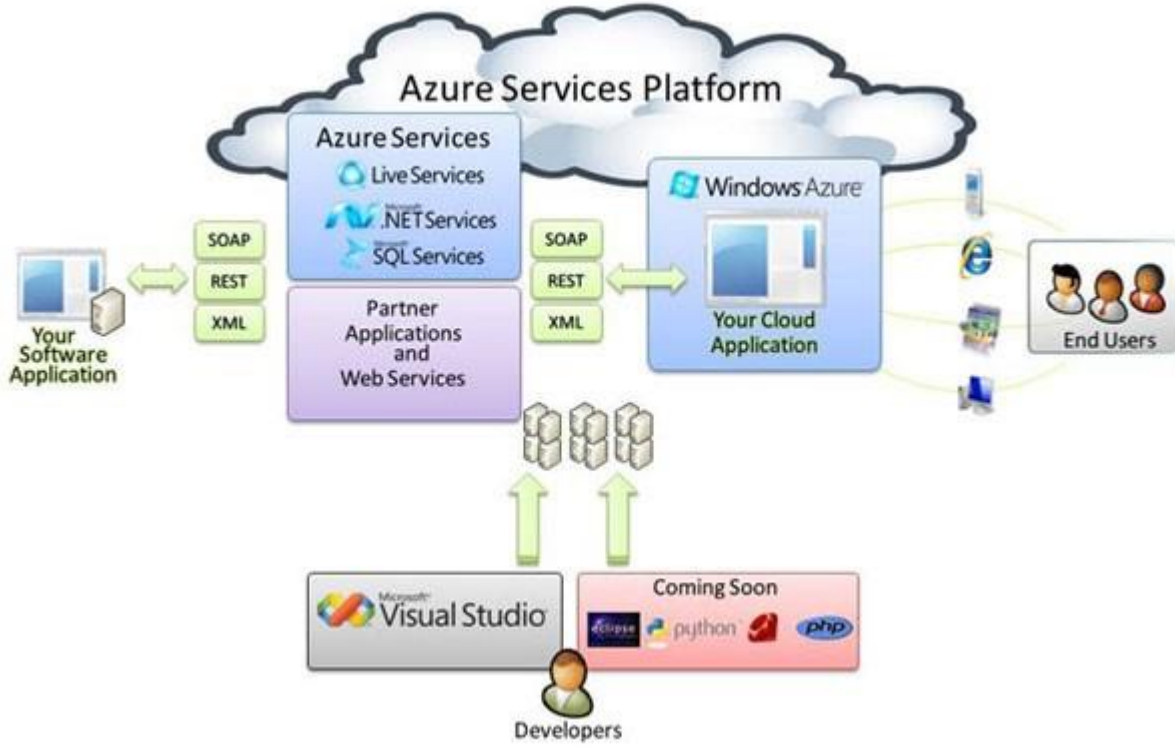 Azure Services Platform
Azure Services
Live Services
Microsoft
.NET Services
Microsoft
SQL Services
Partner
Applications
and
Web Services
SOAP
REST
XML
SOAP
REST
XML
Your
Software
Application
Windows Azure
Your Cloud
Application
End Users
Microsoft
Visual Studio
Coming Soon
eclipse
python
php
Developers